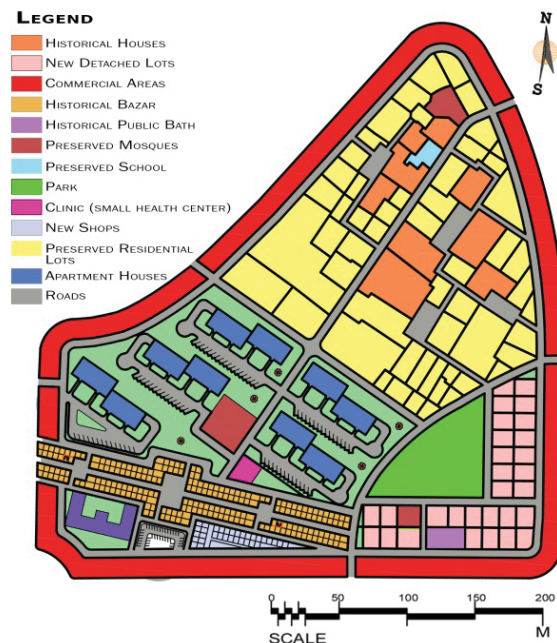 LEGEND
HISTORICAL HOUSES
NEW DETACHED LOTS
COMMERCIAL AREAS
HISTORICAL BAZAR
HISTORICAL PUBLIC BATH
PRESERVED MOSQUES
PRESERVED SCHOOL
PARK
CLINIC (SMALL HEALTH CENTER)
NEW SHOPS
PRESERVED RESIDENTIAL
LOTS
APARTMENT HOUSES
ROADS
N
S
0 50 100 150 200
SCALE M